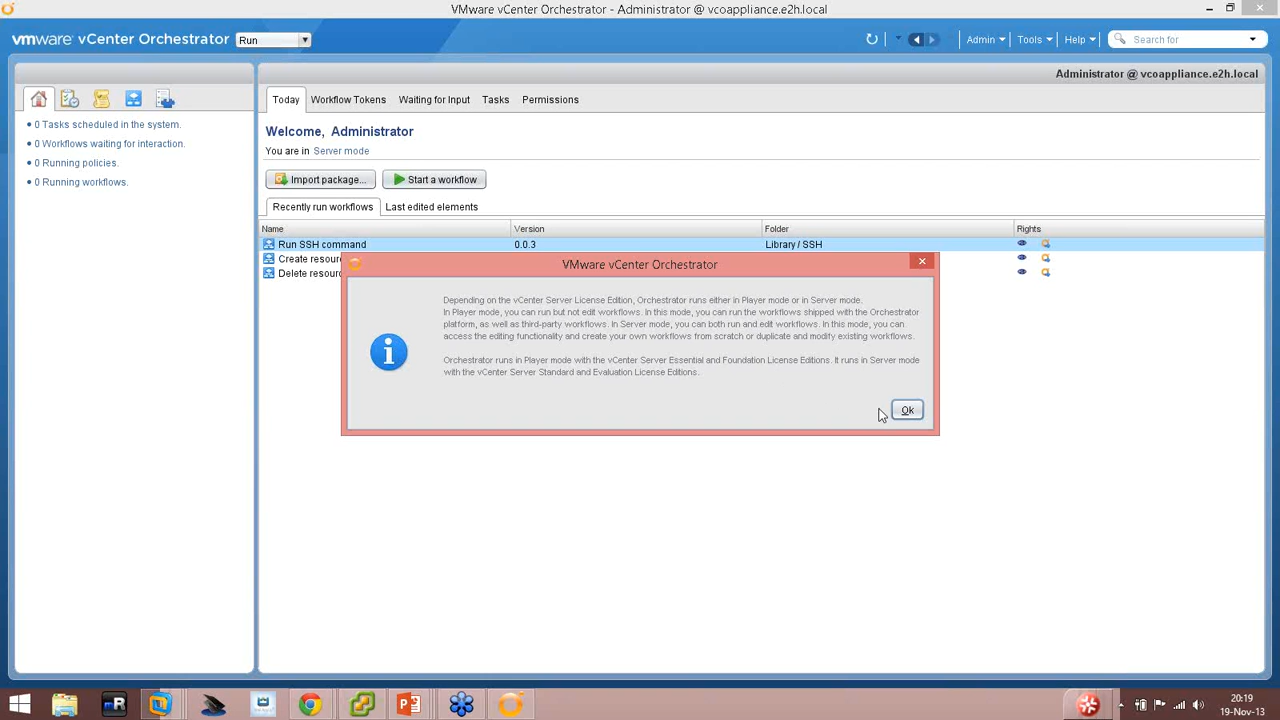 VMware vCenter Orchestrator - Administrator @ vcoappliance.e2h.local
vmware vCenter Orchestrator Run Admin Tools Help Search for
Administrator @ vcoappliance.e2h.local
Today Workflow Tokens Waiting for Input Tasks Permissions
0 Tasks scheduled in the system.
0 Workflows waiting for interaction.
0 Running policies.
0 Running workflows.
Welcome, Administrator
You are in Server mode
Import package... Start a workflow
Recently run workflows Last edited elements
Name Version Folder Rights
Run SSH command 0.0.3 Library / SSH
Create resour
Delete resour
VMware vCenter Orchestrator
Depending on the vCenter Server License Edition, Orchestrator runs either in Player mode or in Server mode.
In Player mode, you can run but not edit workflows. In this mode, you can run the workflows shipped with the Orchestrator
platform, as well as third-party workflows. In Server mode, you can both run and edit workflows. In this mode, you can
access the editing functionality and create your own workflows from scratch or duplicate and modify existing workflows.
Orchestrator runs in Player mode with the vCenter Server Essential and Foundation License Editions. It runs in Server mode
with the vCenter Server Standard and Evaluation License Editions.
Ok
mR
20:19
19-Nov-13